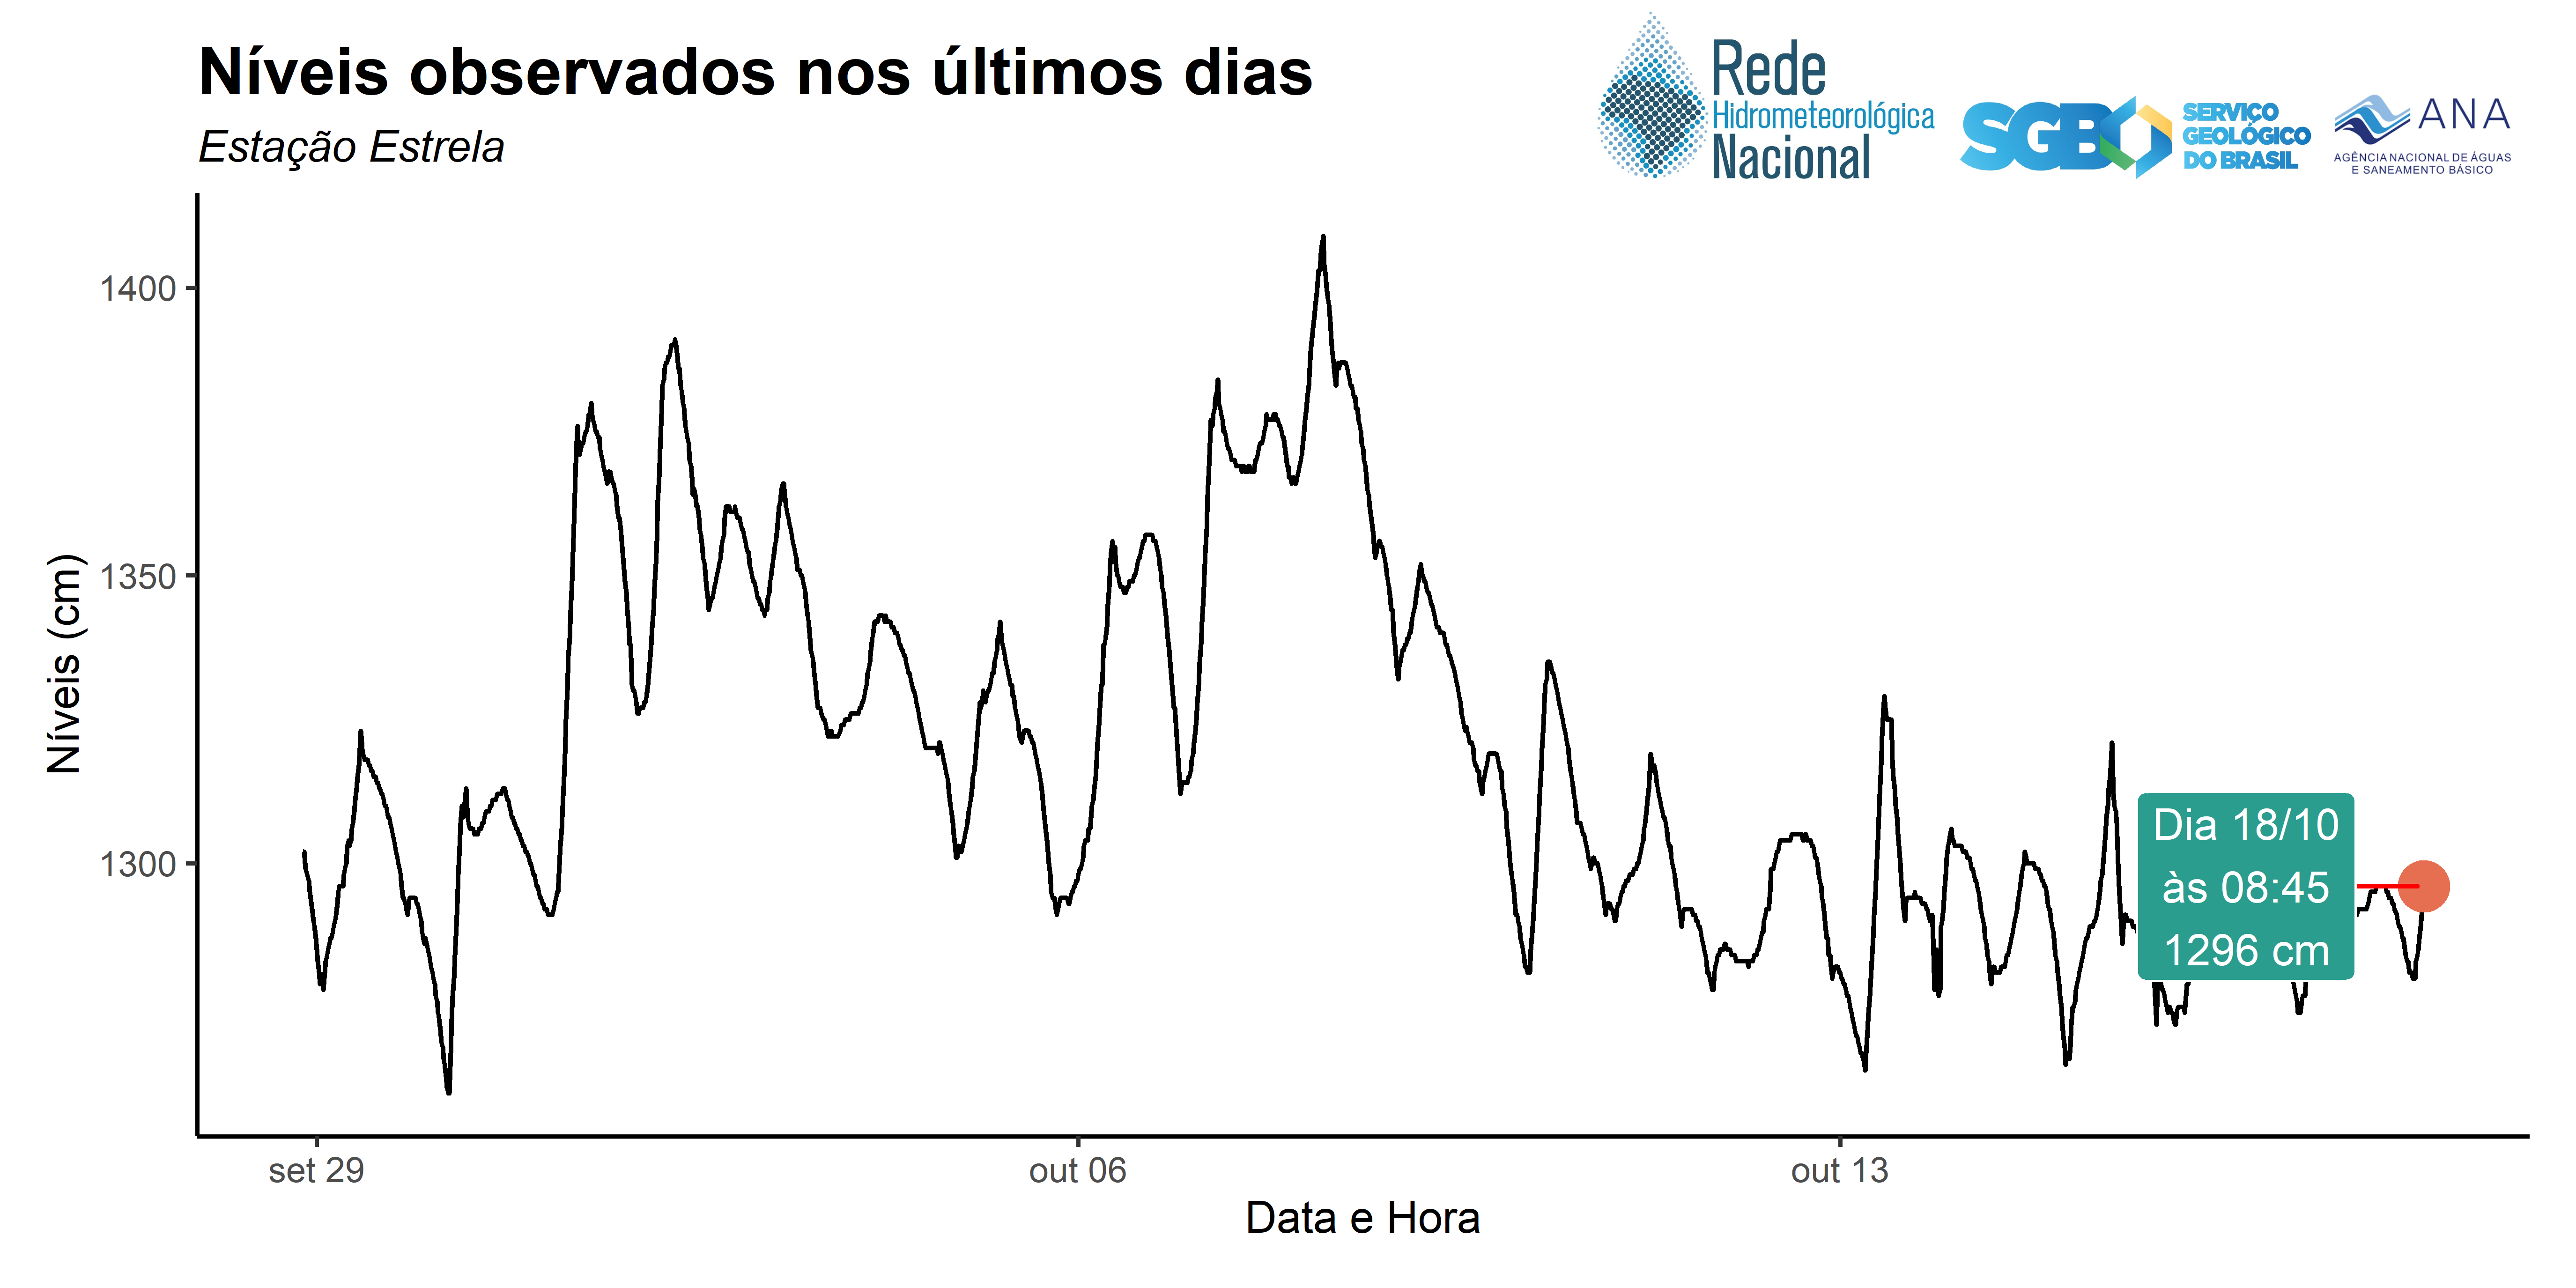 Níveis observados nos últimos dias
Estação Estrela
Rede
Hidrometeorológica
Nacional
SGB
SERVIÇO
GEOLÓGICO
DO BRASIL
ANA
AGÊNCIA NACIONAL DE ÁGUAS
E SANEAMENTO BÁSICO
Níveis (cm)
1400
1350
1300
Dia 18/10
às 08:45
1296 cm
set 29
out 06
out 13
Data e Hora